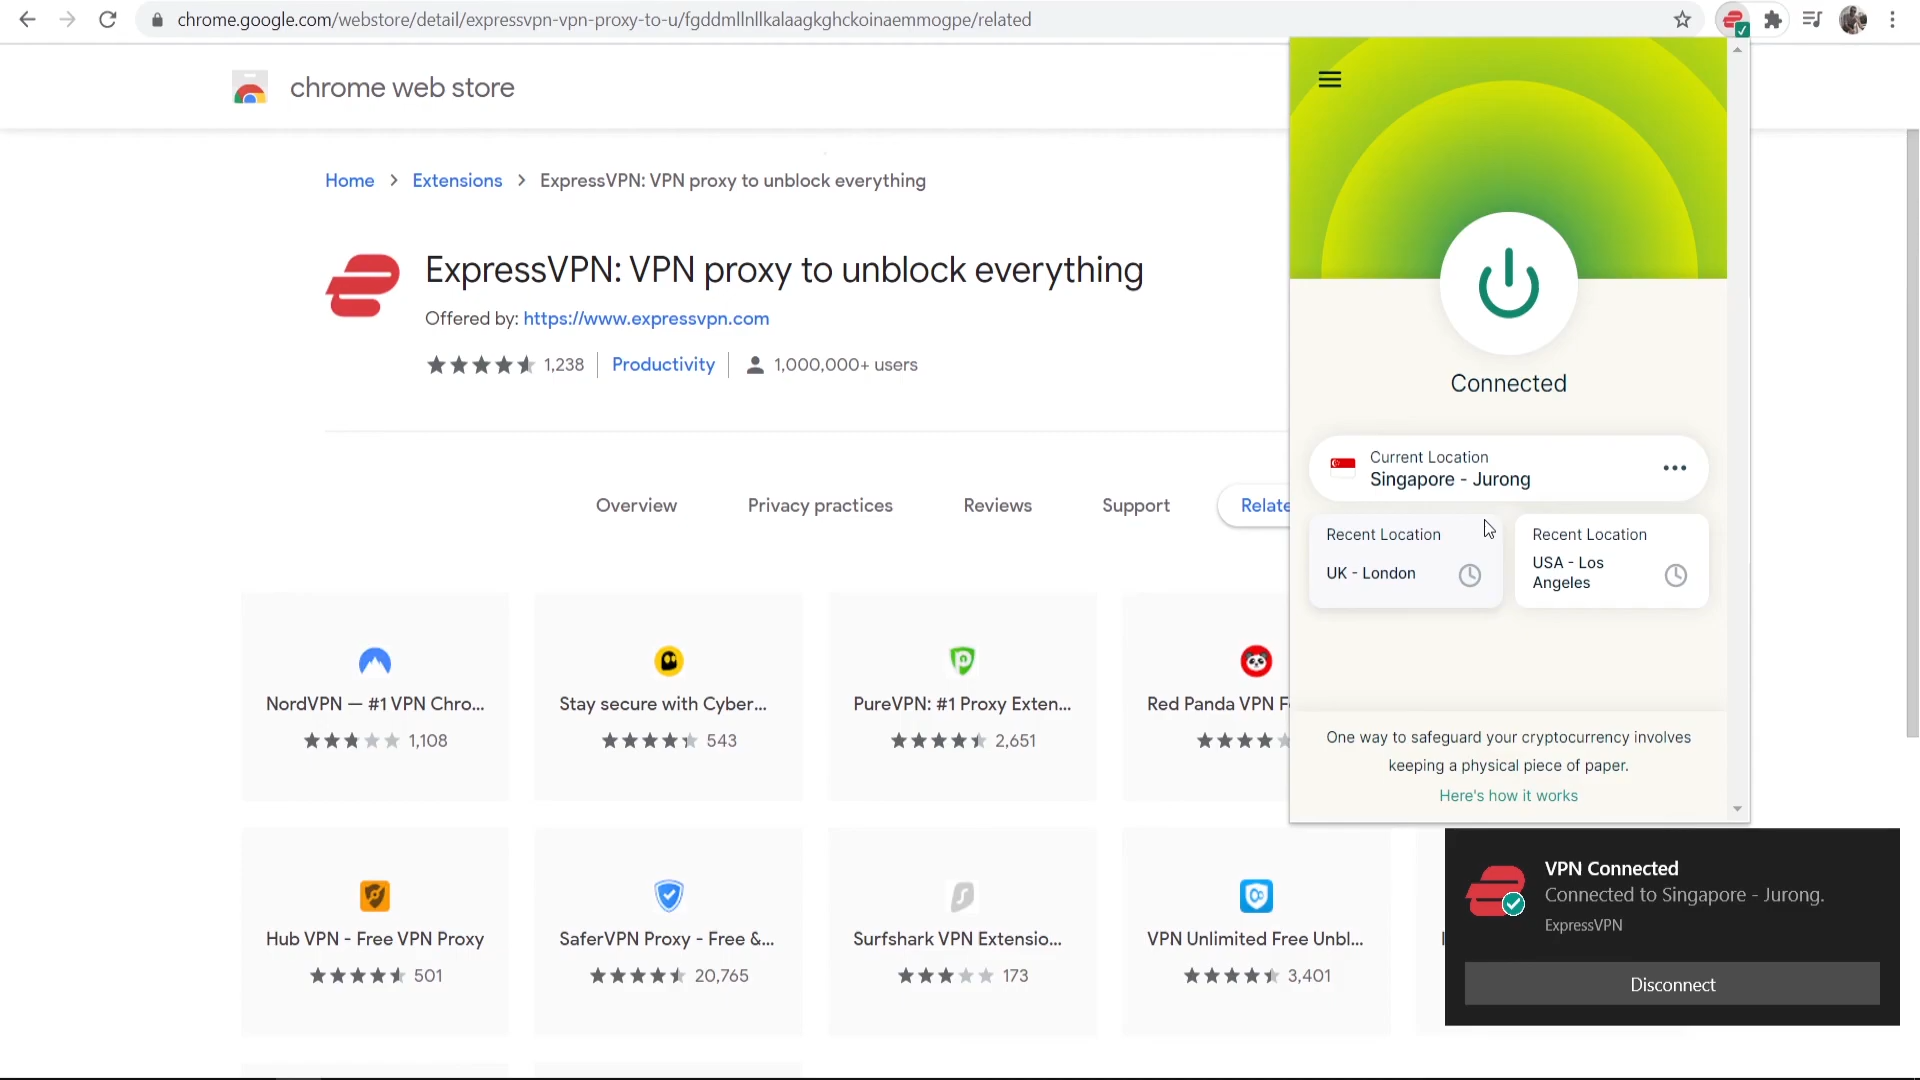 chrome.google.com/webstore/detail/expressvpn-vpn-proxy-to-u/fgddmllnllkalaagkghckoinaemmogpe/related
chrome web store
Home > Extensions > ExpressVPN: VPN proxy to unblock everything
ExpressVPN: VPN proxy to unblock everything
Offered by: https://www.expressvpn.com
1,238
Productivity
1,000,000+ users
Overview
Privacy practices
Reviews
Support
Relate
NordVPN — #1 VPN Chro...
1,108
Stay secure with Cyber...
543
PureVPN: #1 Proxy Exten...
2,651
Red Panda VPN F
Hub VPN - Free VPN Proxy
501
SaferVPN Proxy - Free &...
20,765
Surfshark VPN Extensio...
173
VPN Unlimited Free Unbl...
3,401
Connected
Current Location
Singapore - Jurong
Recent Location
UK - London
Recent Location
USA - Los
Angeles
One way to safeguard your cryptocurrency involves
keeping a physical piece of paper.
Here's how it works
VPN Connected
Connected to Singapore - Jurong.
ExpressVPN
Disconnect